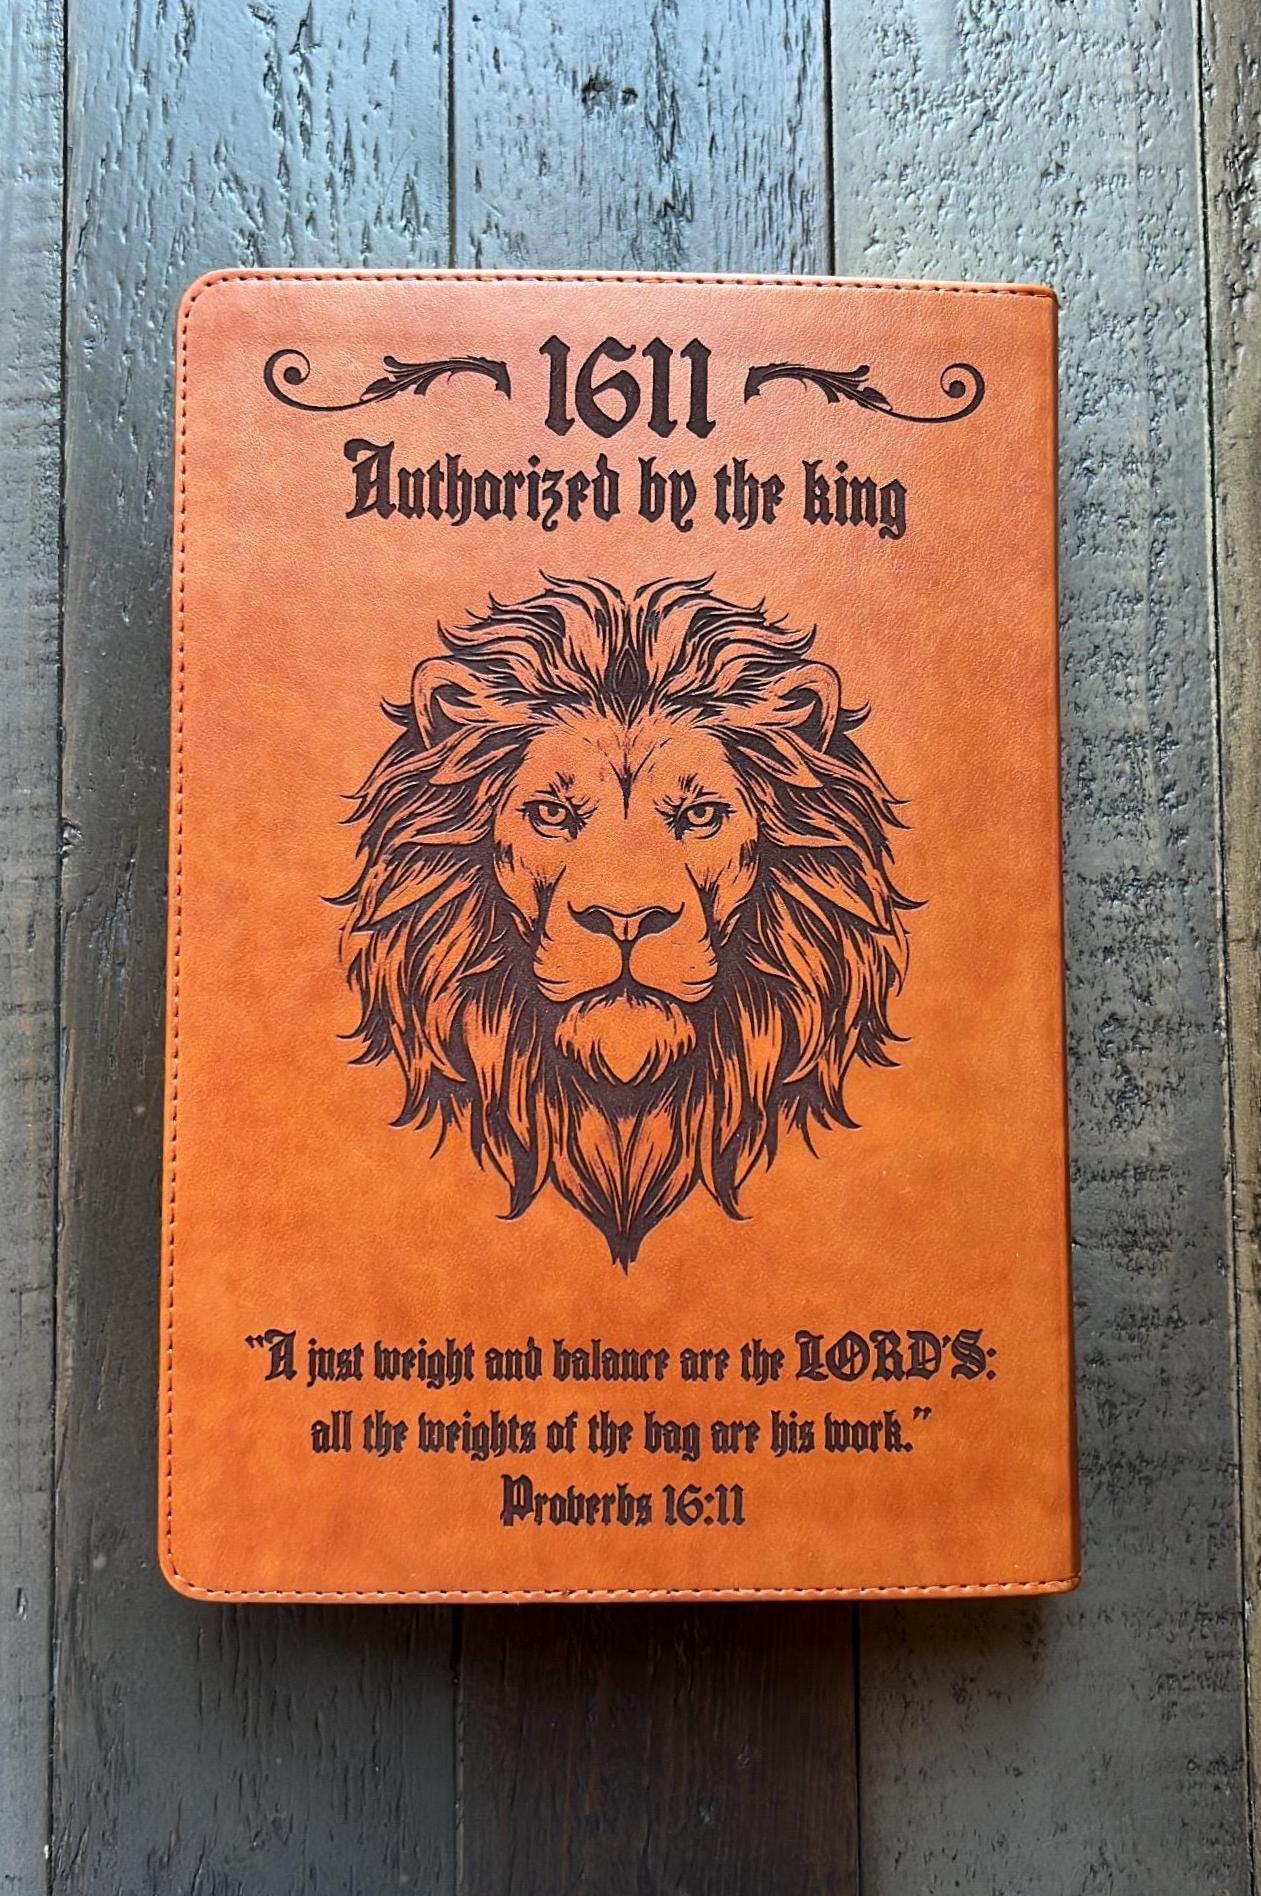 1611
Authorized by the king
"A just weight and balance are the LORD'S:
all the weights of the bag are his work."
Proverbs 16:11